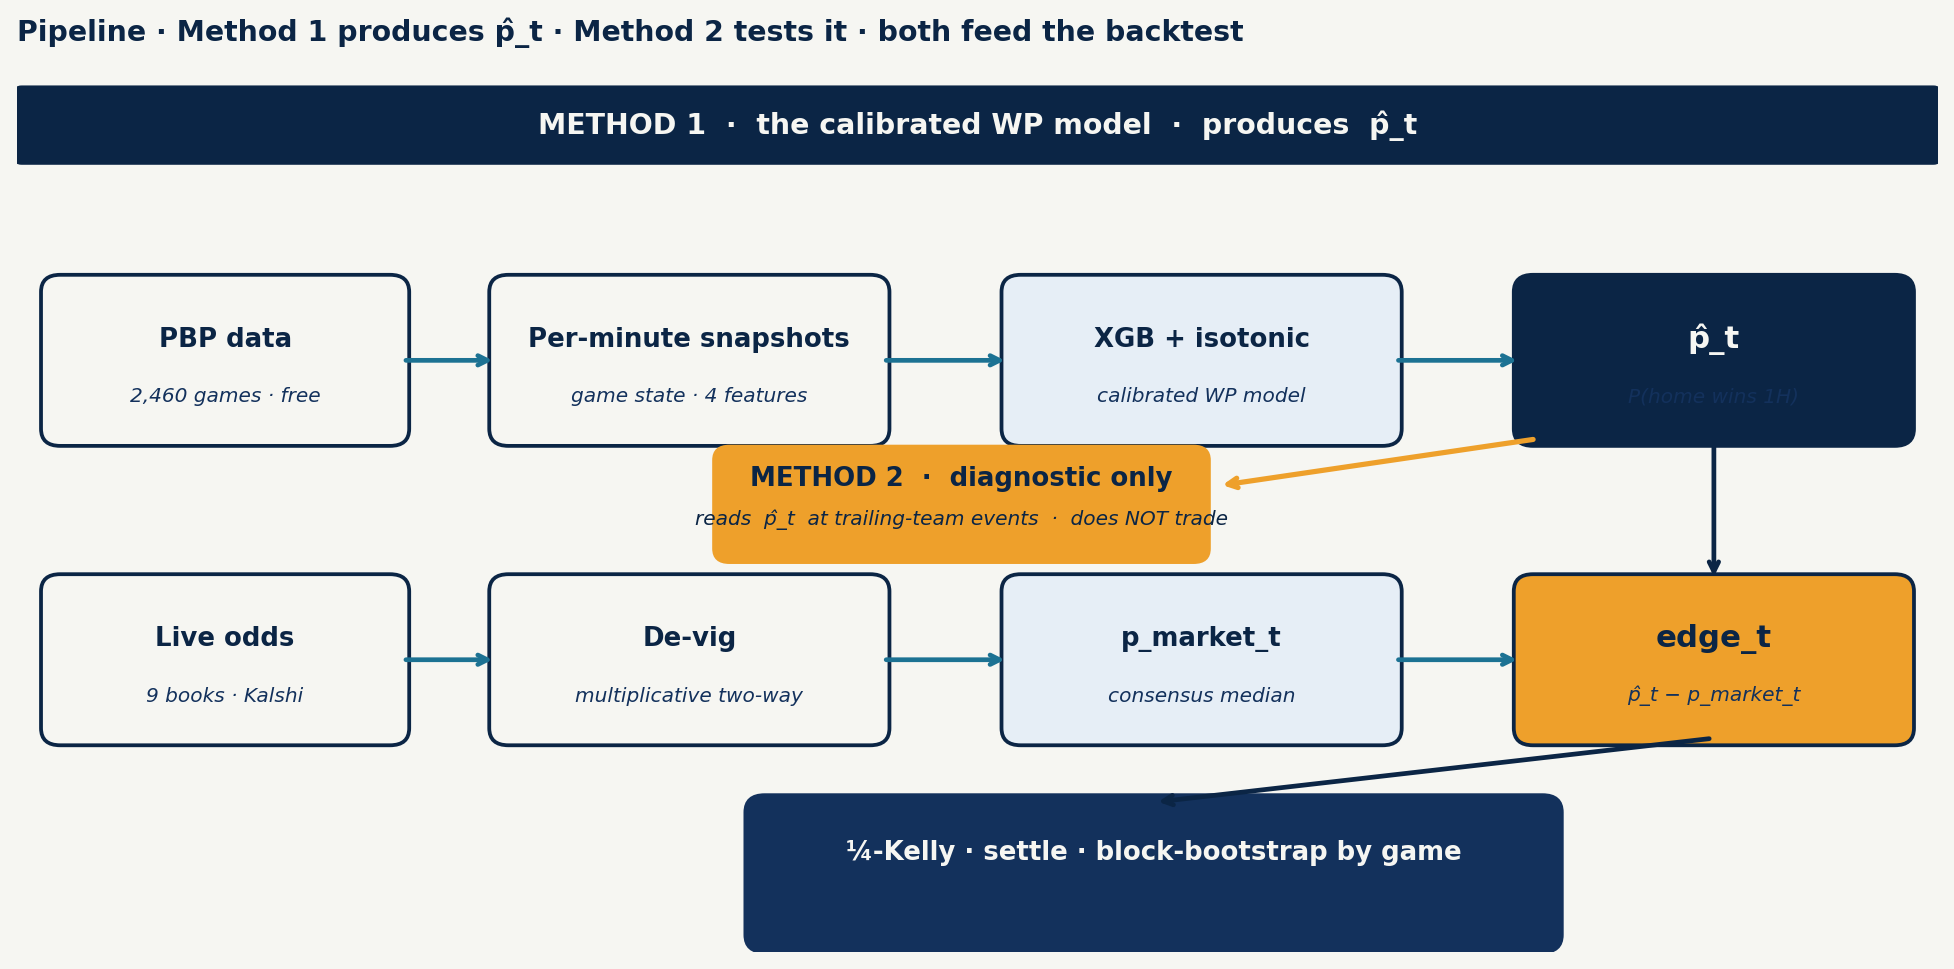 Pipeline · Method 1 produces p̂_t · Method 2 tests it · both feed the backtest
METHOD 1 · the calibrated WP model · produces p̂_t
PBP data
2,460 games · free
Per-minute snapshots
game state · 4 features
XGB + isotonic
calibrated WP model
p̂_t
P(home wins 1H)
METHOD 2 · diagnostic only
reads p̂_t at trailing-team events · does NOT trade
Live odds
9 books · Kalshi
De-vig
multiplicative two-way
p_market_t
consensus median
edge_t
p̂_t − p_market_t
¼-Kelly · settle · block-bootstrap by game